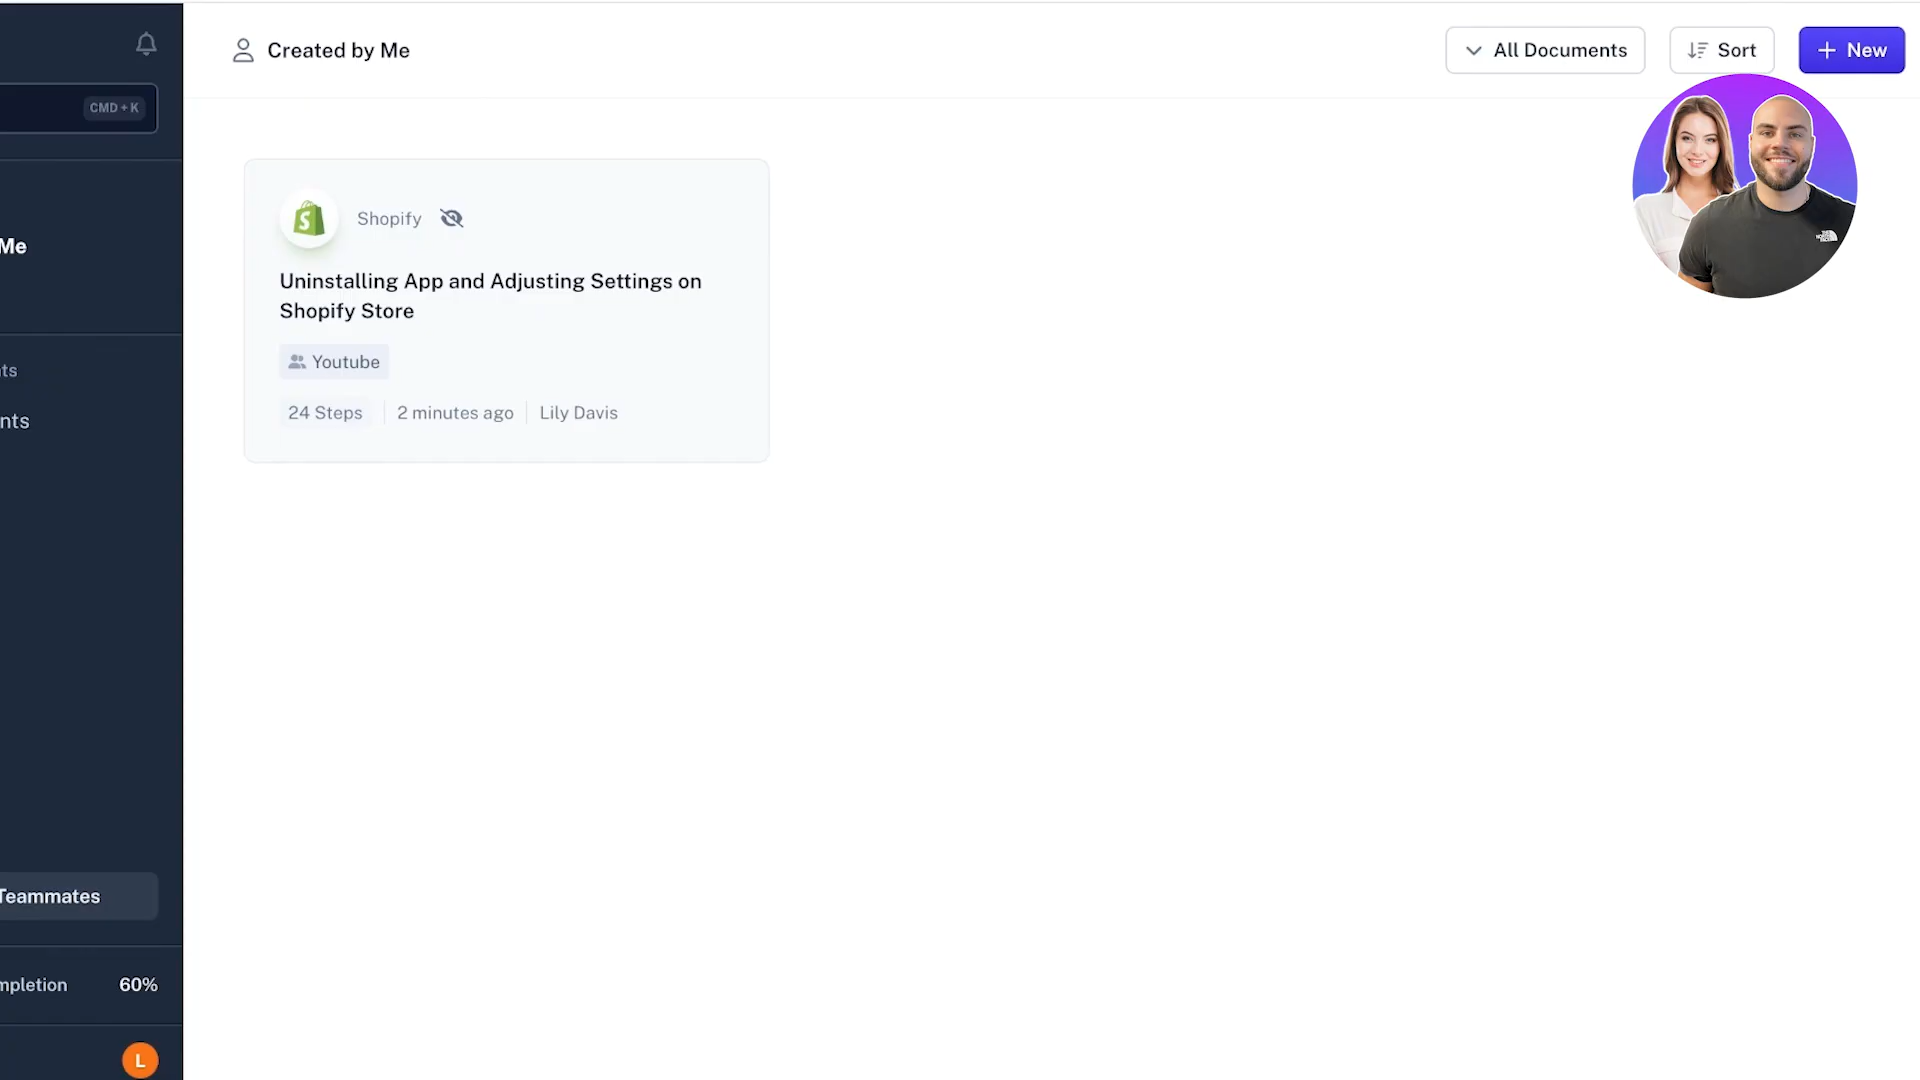 CMD + K
Me
nts
Teammates
mpletion 60%
L
Created by Me
All Documents
Sort
+ New
Shopify
Uninstalling App and Adjusting Settings on
Shopify Store
Youtube
24 Steps 2 minutes ago Lily Davis